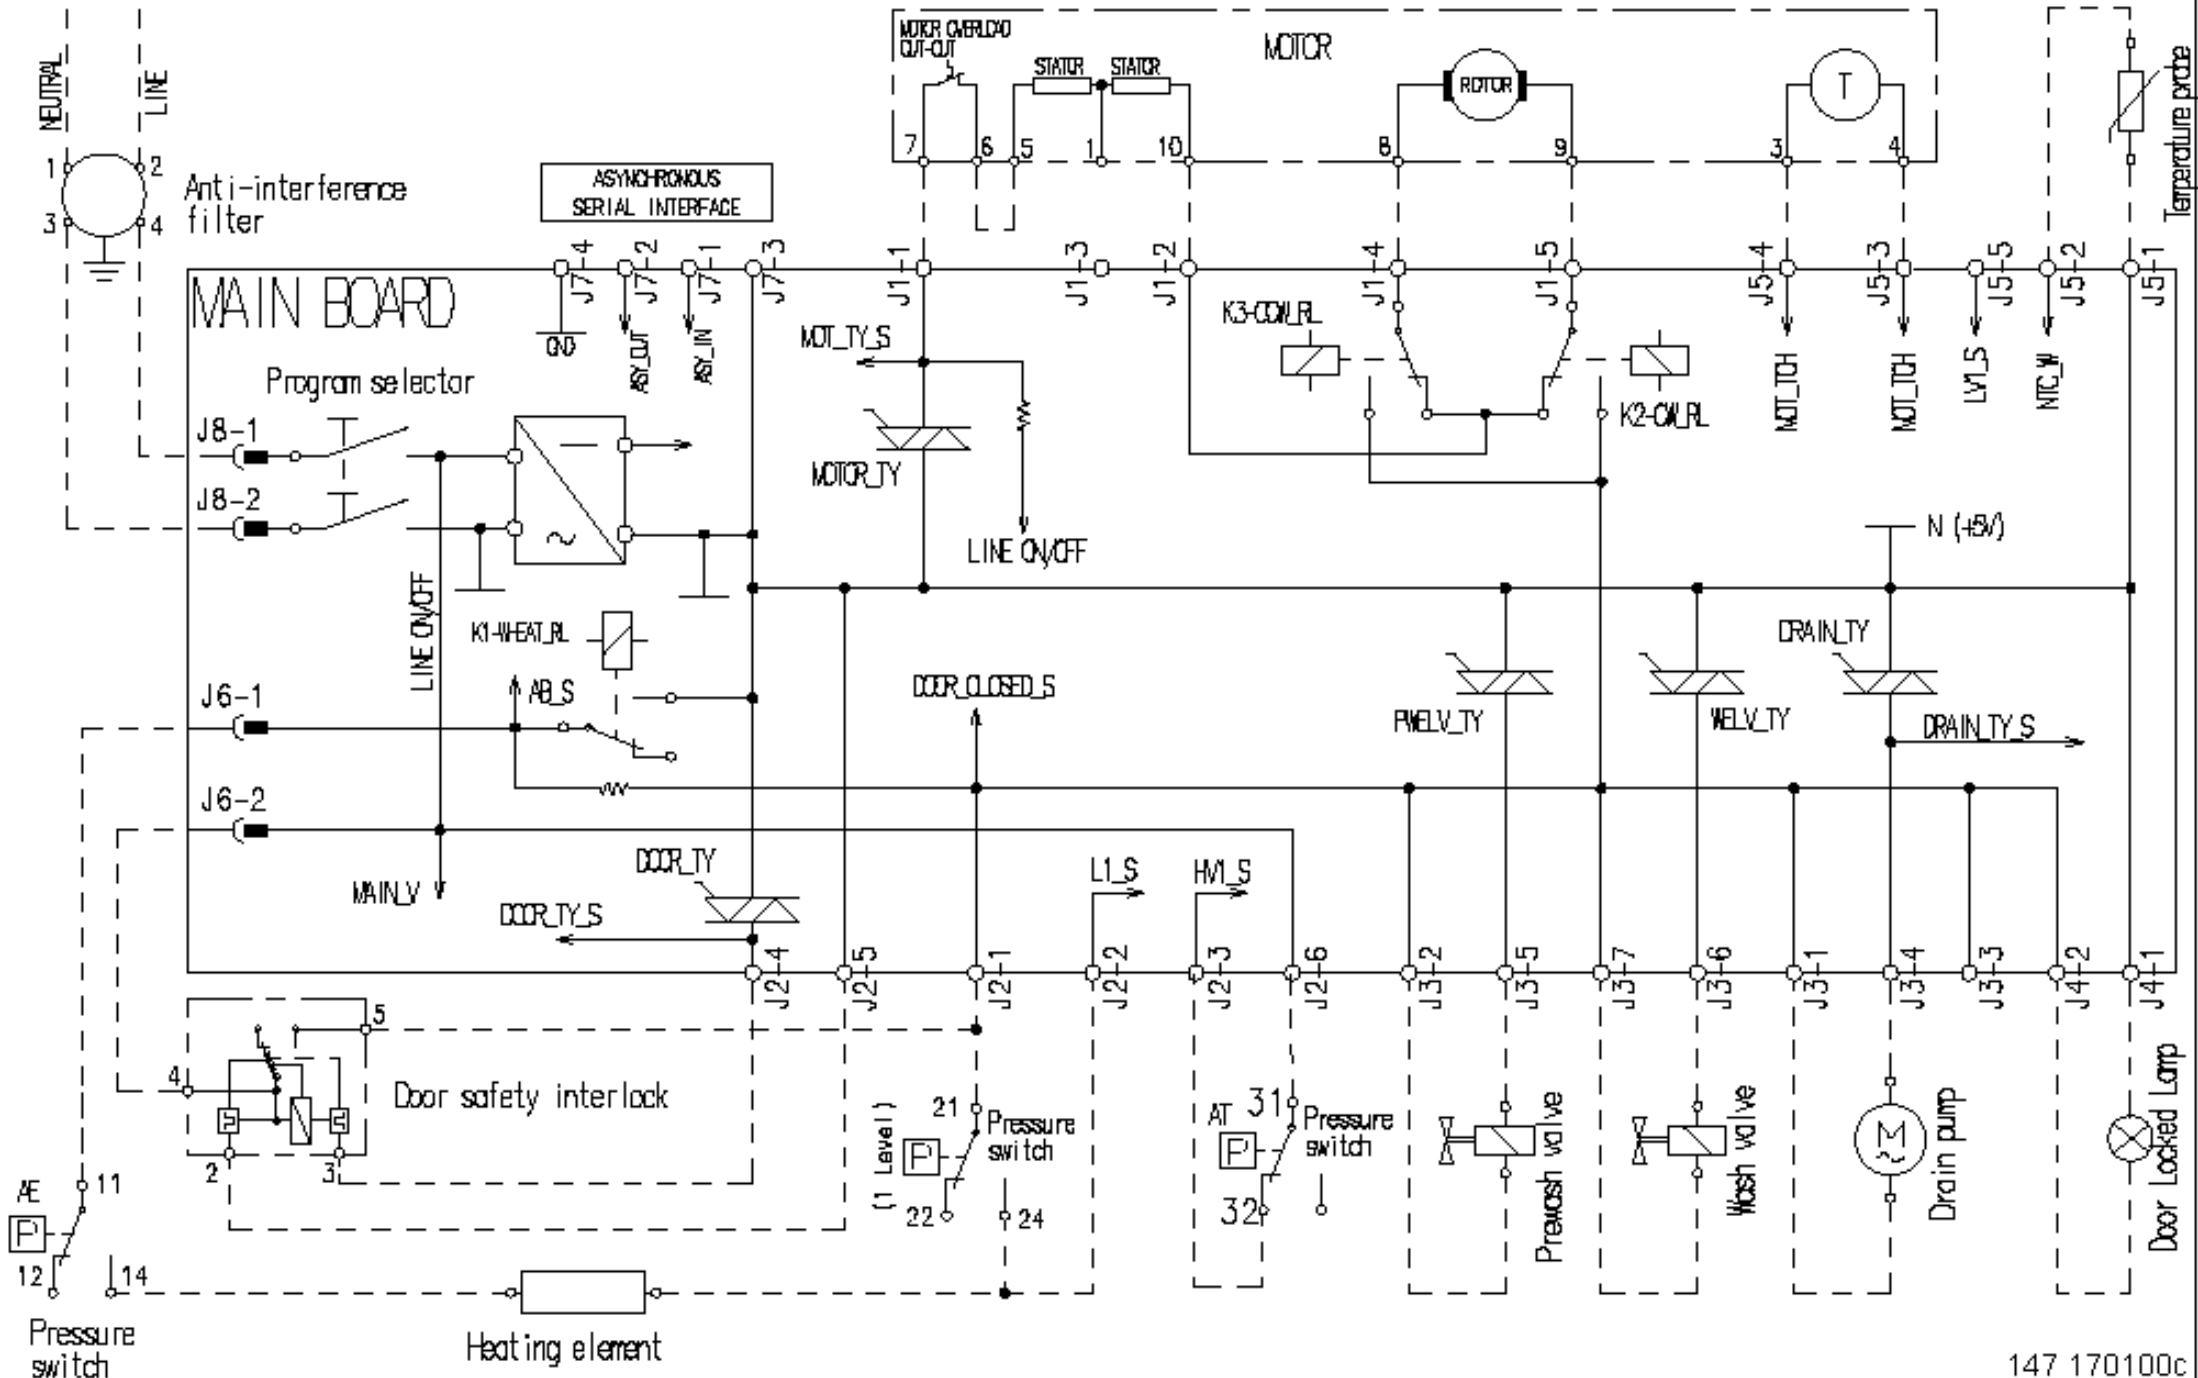 MOTOR OVERLOAD
CUT-OUT
MOTOR
STATOR STATOR
ROTOR
T
NEUTRAL
LINE
Temperature probe
7 6 5 1 10 8 9 3 4
1 2
3 4
Anti-interference
filter
ASYNCHRONOUS
SERIAL INTERFACE
J7-4 J7-2 J7-1 J7-3 J1-1 J1-3 J1-2 J1-4 J1-5 J5-4 J5-3 J5-5 J5-2 J5-1
MAIN BOARD
GND
ASY_OUT
ASY_IN
MOT_TY_S
K3-CCW_RL
K2-CW_RL
MOT_TCH
MOT_TCH
LV1_S
NTC_W
Program selector
J8-1
J8-2
MOTOR_TY
LINE ON/OFF
N (+5V)
LINE ON/OFF
K1-WHEAT_RL
DRAIN_TY
J6-1
AB_S
DOOR_CLOSED_S
PWELV_TY
WELV_TY
DRAIN_TY_S
J6-2
MAIN_V
DOOR_TY
DOOR_TY_S
L1_S
HV1_S
J2-4 J2-5 J2-1 J2-2 J2-3 J2-6 J3-2 J3-5 J3-7 J3-6 J3-1 J3-4 J3-3 J4-2 J4-1
5
4
2 3
Door safety interlock
(1 Level)
P
21
Pressure
switch
22 24
AT
P
31
Pressure
switch
32
Prewash valve
Wash valve
M
Drain pump
Door Locked Lamp
AE
P
11
12 14
Pressure
switch
Heating element
147 170100c